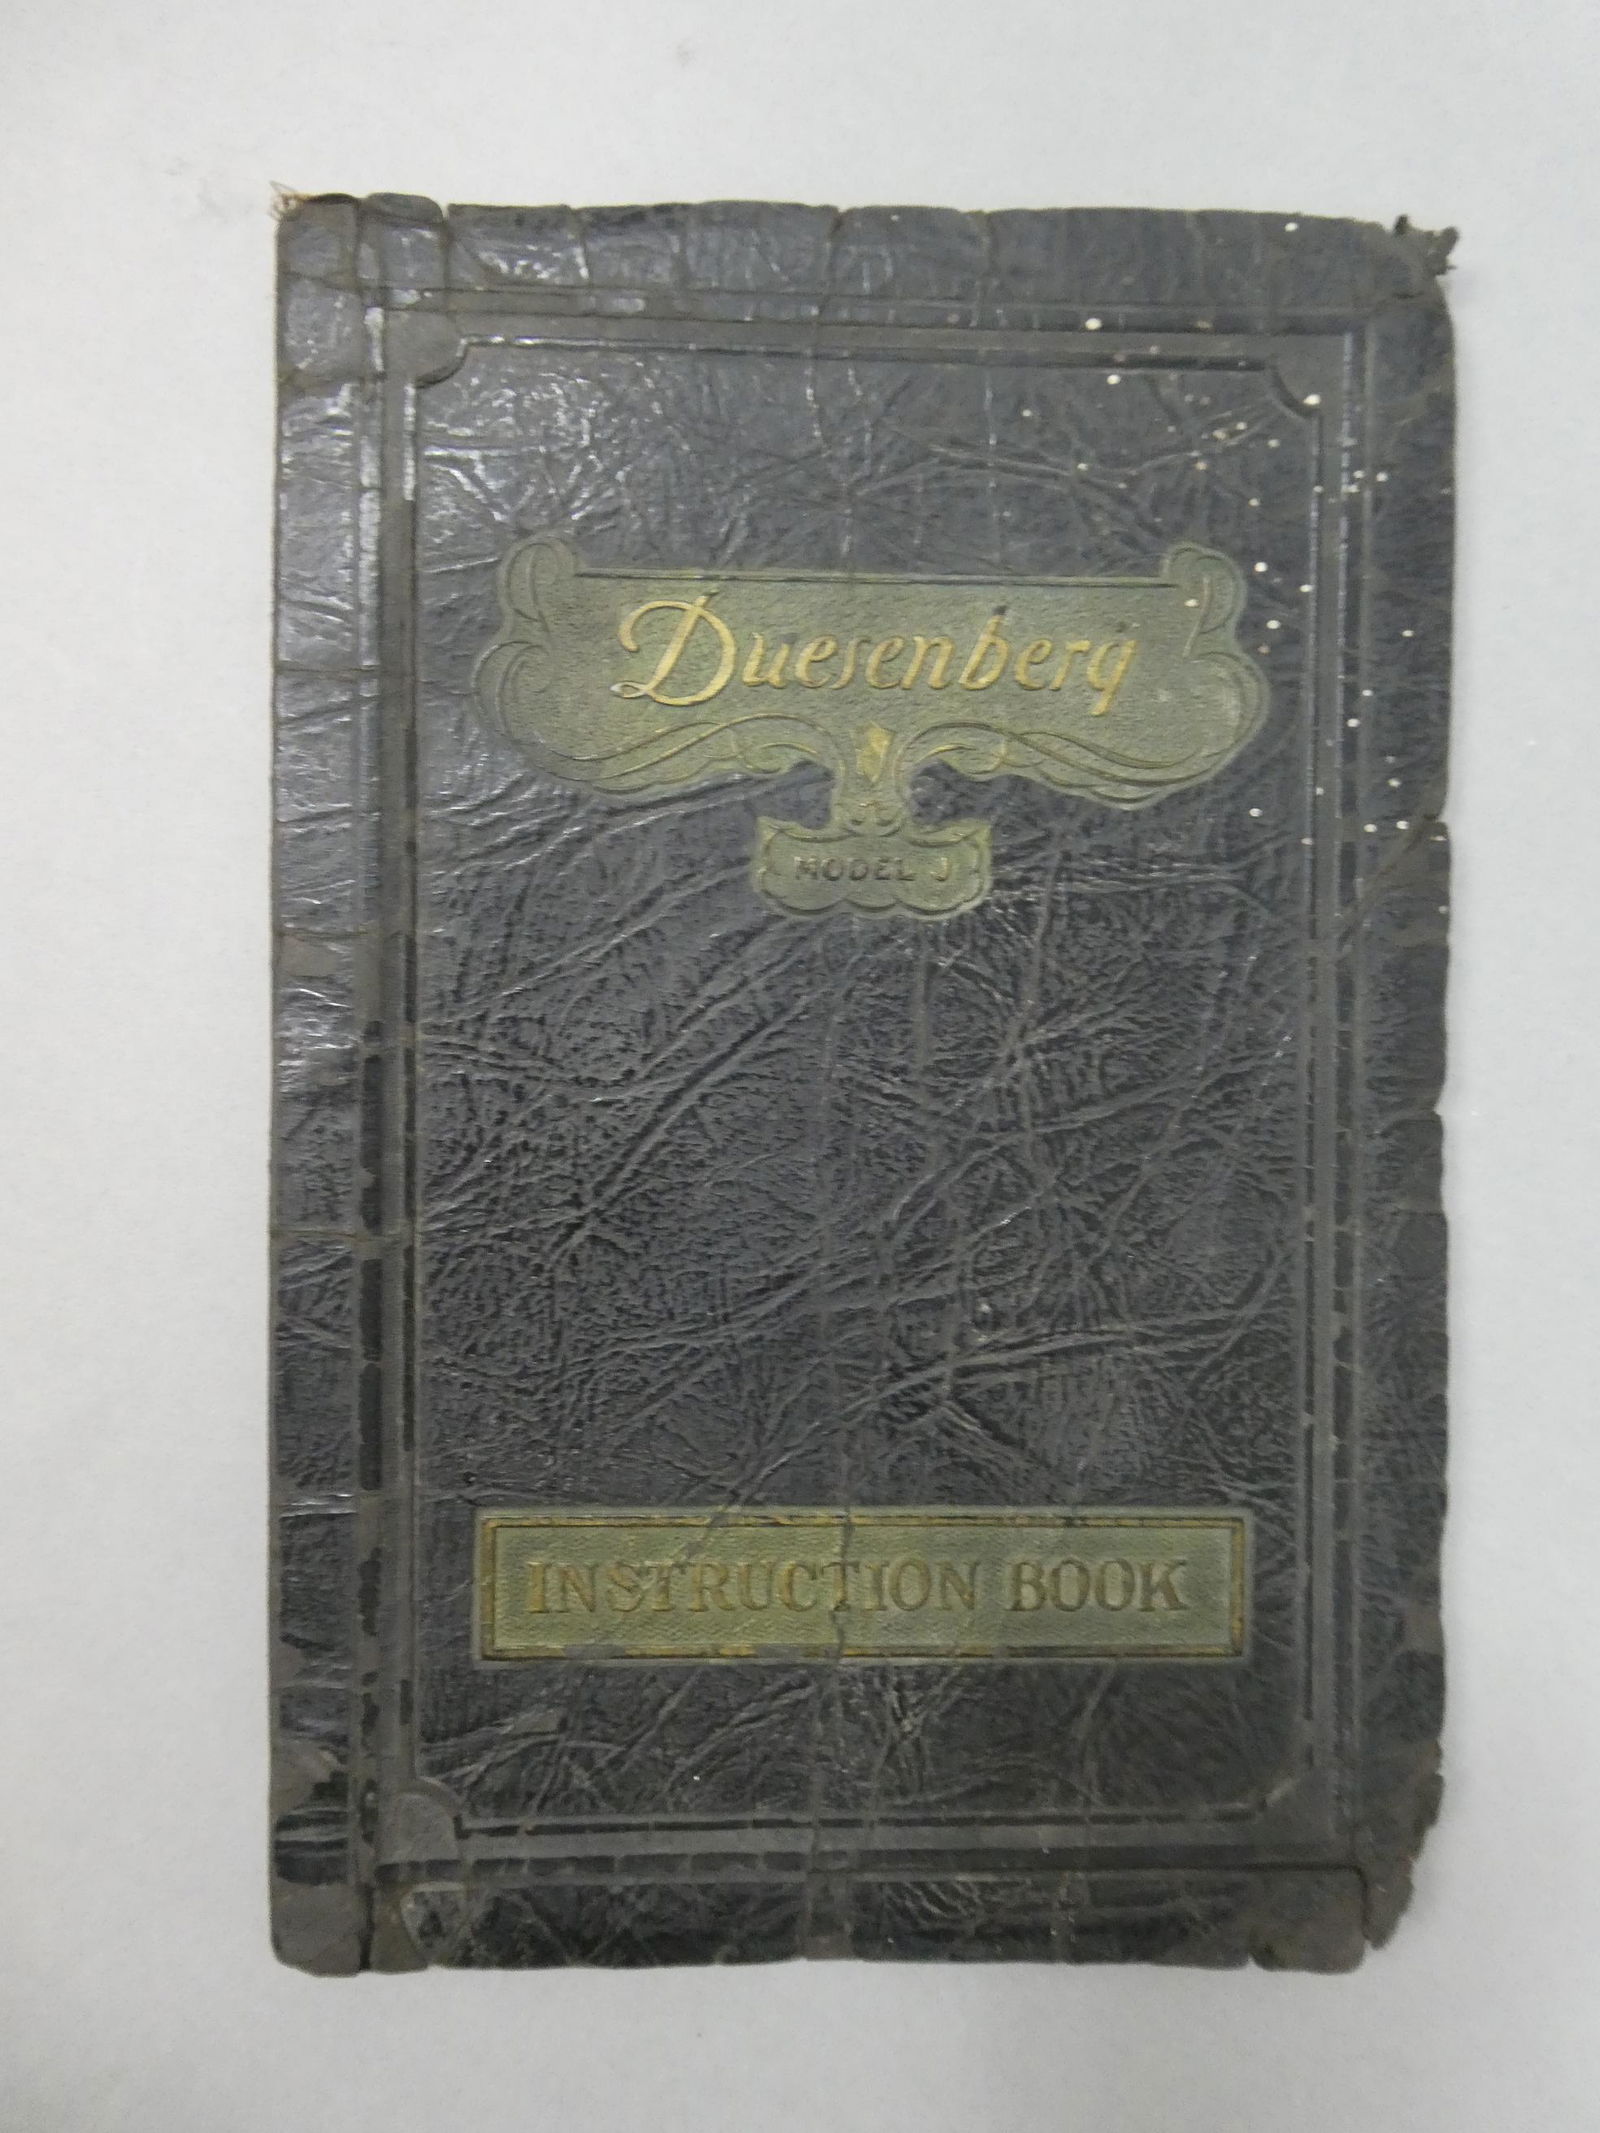 Duesenberg
MODEL J
INSTRUCTION BOOK